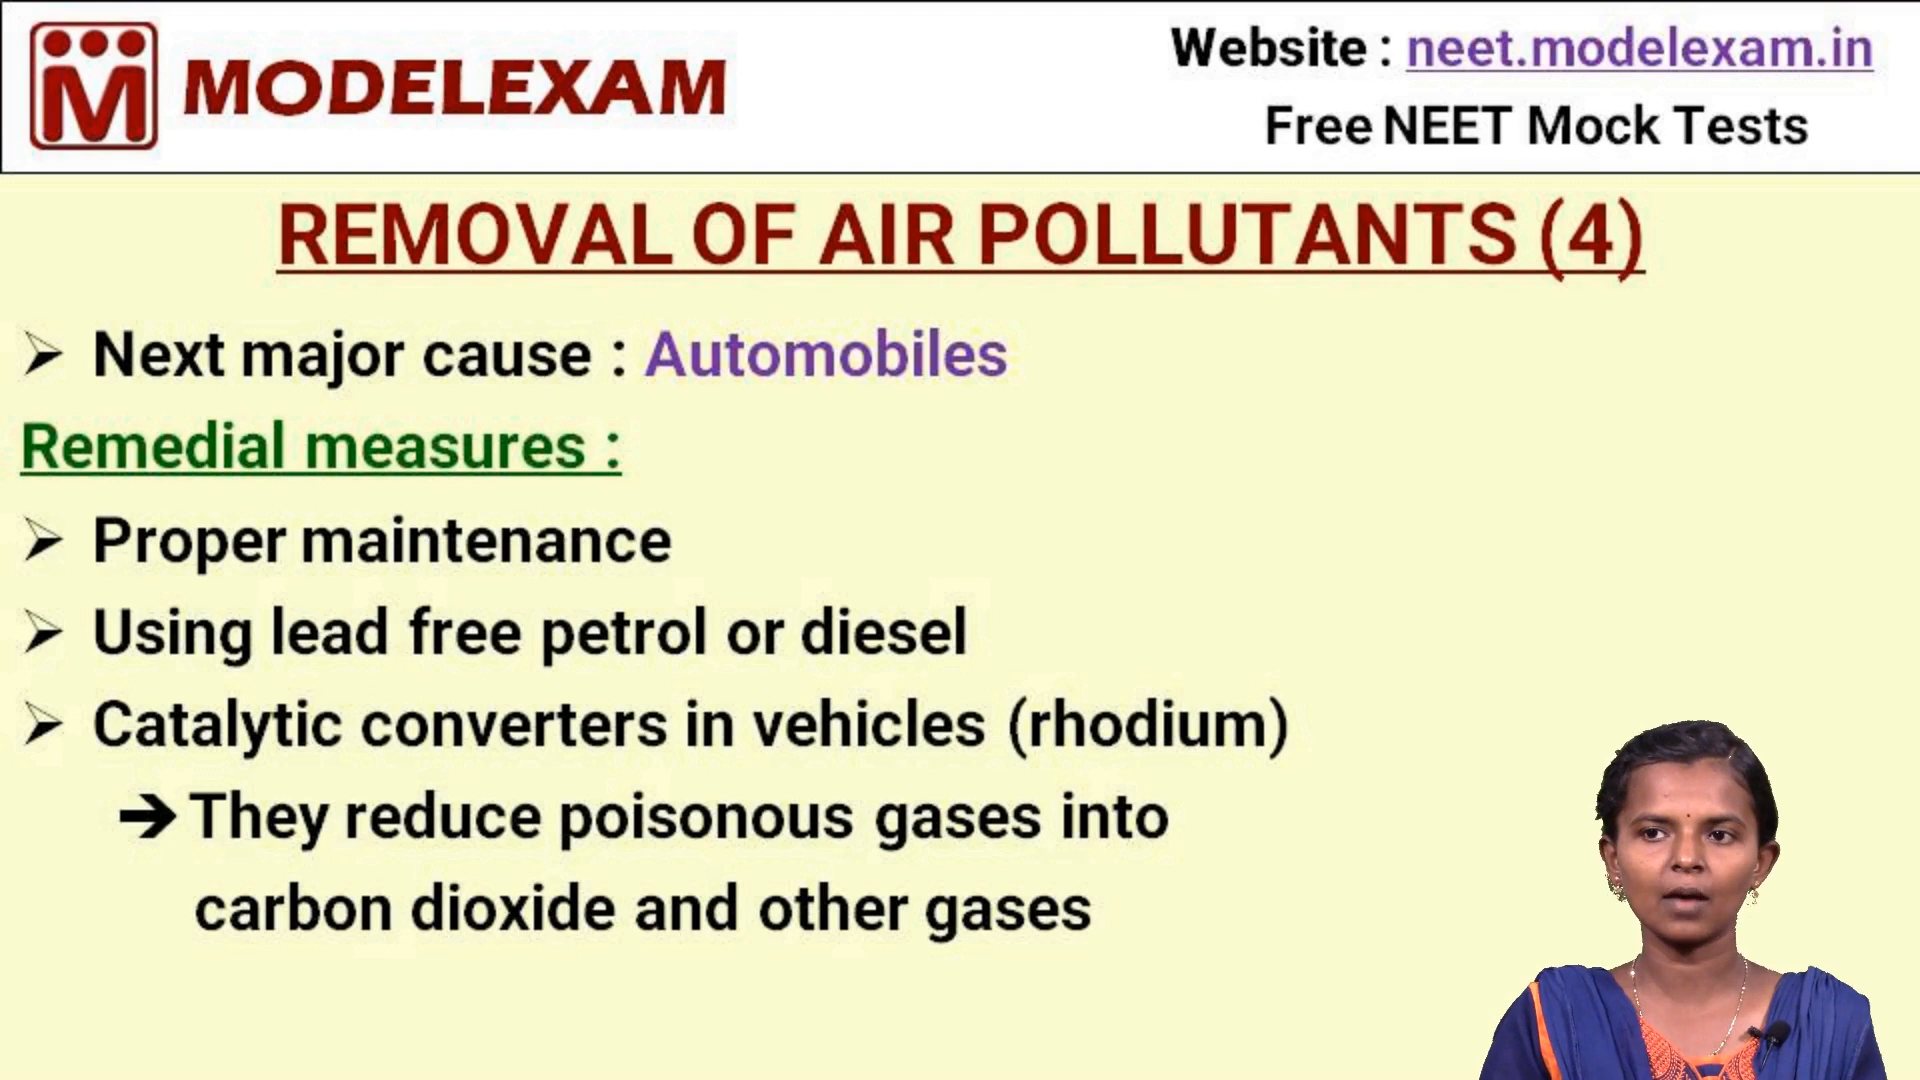 MODELEXAM
Website : neet.modelexam.in
Free NEET Mock Tests
REMOVAL OF AIR POLLUTANTS (4)
➢ Next major cause : Automobiles
Remedial measures :
➢ Proper maintenance
➢ Using lead free petrol or diesel
➢ Catalytic converters in vehicles (rhodium)
➔ They reduce poisonous gases into
carbon dioxide and other gases